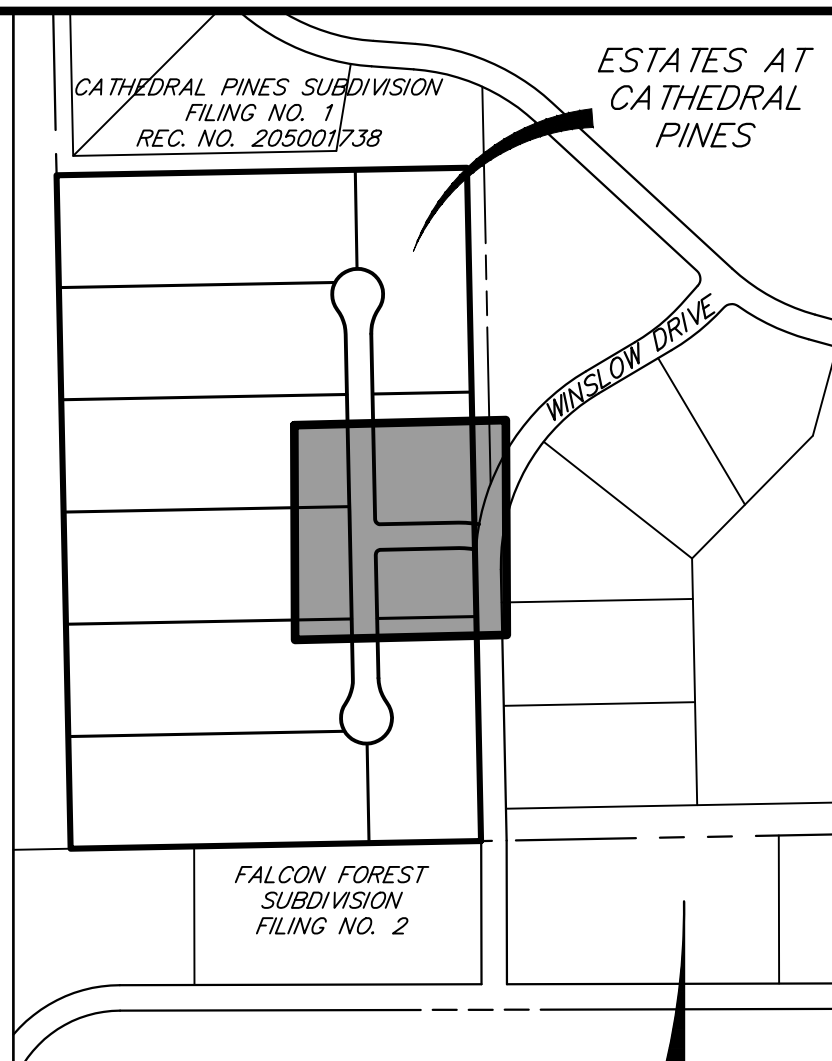 CATHEDRAL PINES SUBDIVISION
FILING NO. 1
REC. NO. 205001738
ESTATES AT
CATHEDRAL
PINES
WINSLOW DRIVE
FALCON FOREST
SUBDIVISION
FILING NO. 2